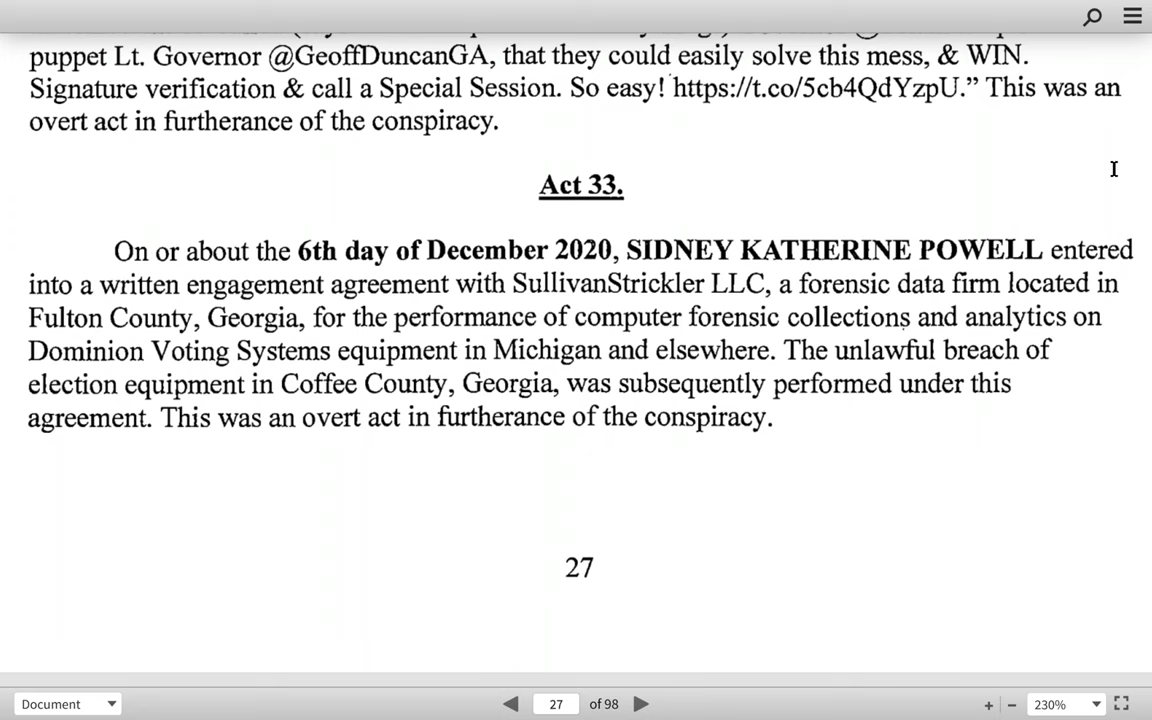 puppet Lt. Governor @GeoffDuncanGA, that they could easily solve this mess, & WIN.
Signature verification & call a Special Session. So easy! https://t.co/5cb4QdYzpU.” This was an
overt act in furtherance of the conspiracy.
Act 33.
On or about the 6th day of December 2020, SIDNEY KATHERINE POWELL entered
into a written engagement agreement with SullivanStrickler LLC, a forensic data firm located in
Fulton County, Georgia, for the performance of computer forensic collections and analytics on
Dominion Voting Systems equipment in Michigan and elsewhere. The unlawful breach of
election equipment in Coffee County, Georgia, was subsequently performed under this
agreement. This was an overt act in furtherance of the conspiracy.
27
Document 27 of 98 + - 230%